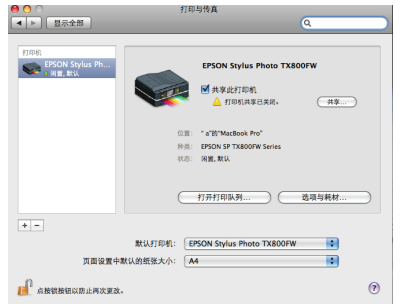 打印与传真
显示全部
打印机
EPSON Stylus Ph...
闲置, 默认
EPSON Stylus Photo TX800FW
共享此打印机
打印机共享已关闭。
共享...
位置: “ a”的“MacBook Pro”
种类: EPSON SP TX800FW Series
状态: 闲置, 默认
打开打印队列...
选项与耗材...
+ −
默认打印机: EPSON Stylus Photo TX800FW
页面设置中默认的纸张大小: A4
点按锁按钮以防止再次更改。
?